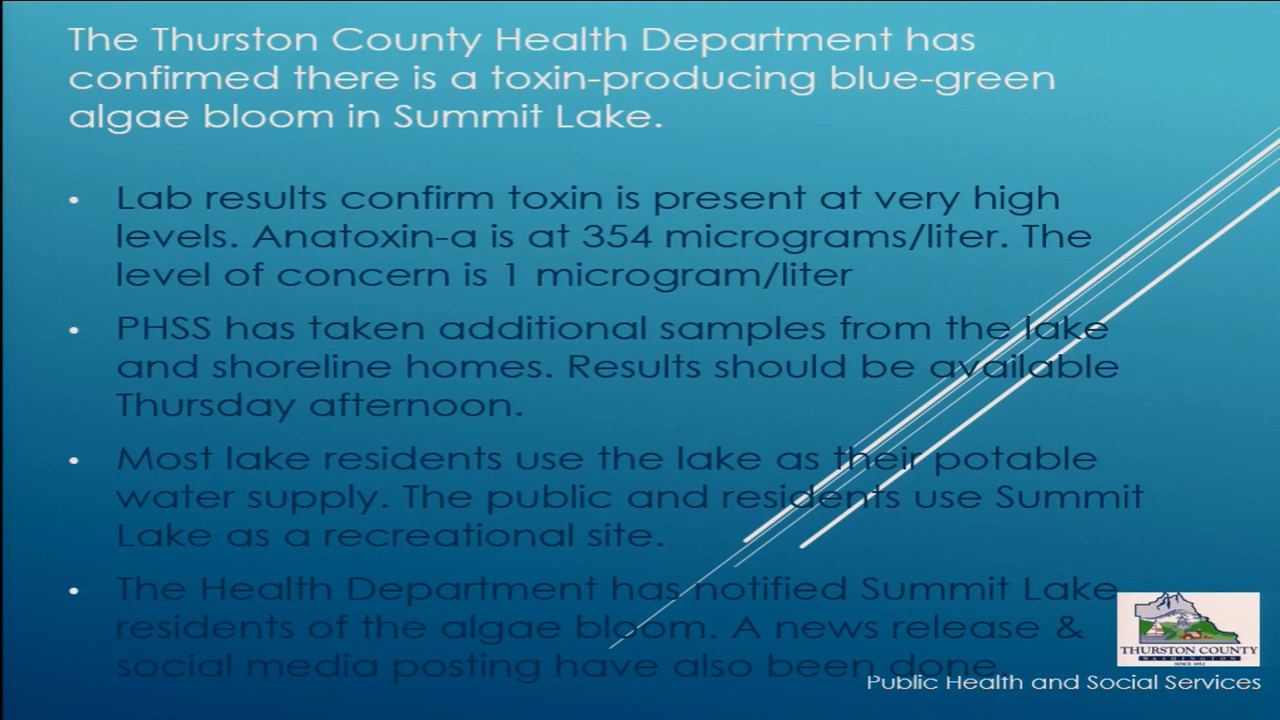 The Thurston County Health Department has
confirmed there is a toxin-producing blue-green
algae bloom in Summit Lake.
• Lab results confirm toxin is present at very high
levels. Anatoxin-a is at 354 micrograms/liter. The
level of concern is 1 microgram/liter
• PHSS has taken additional samples from the lake
and shoreline homes. Results should be available
Thursday afternoon.
• Most lake residents use the lake as their potable
water supply. The public and residents use Summit
Lake as a recreational site.
• The Health Department has notified Summit Lake
residents of the algae bloom. A news release &
social media posting have also been done.
THURSTON COUNTY
WASHINGTON
SINCE 1852
Public Health and Social Services